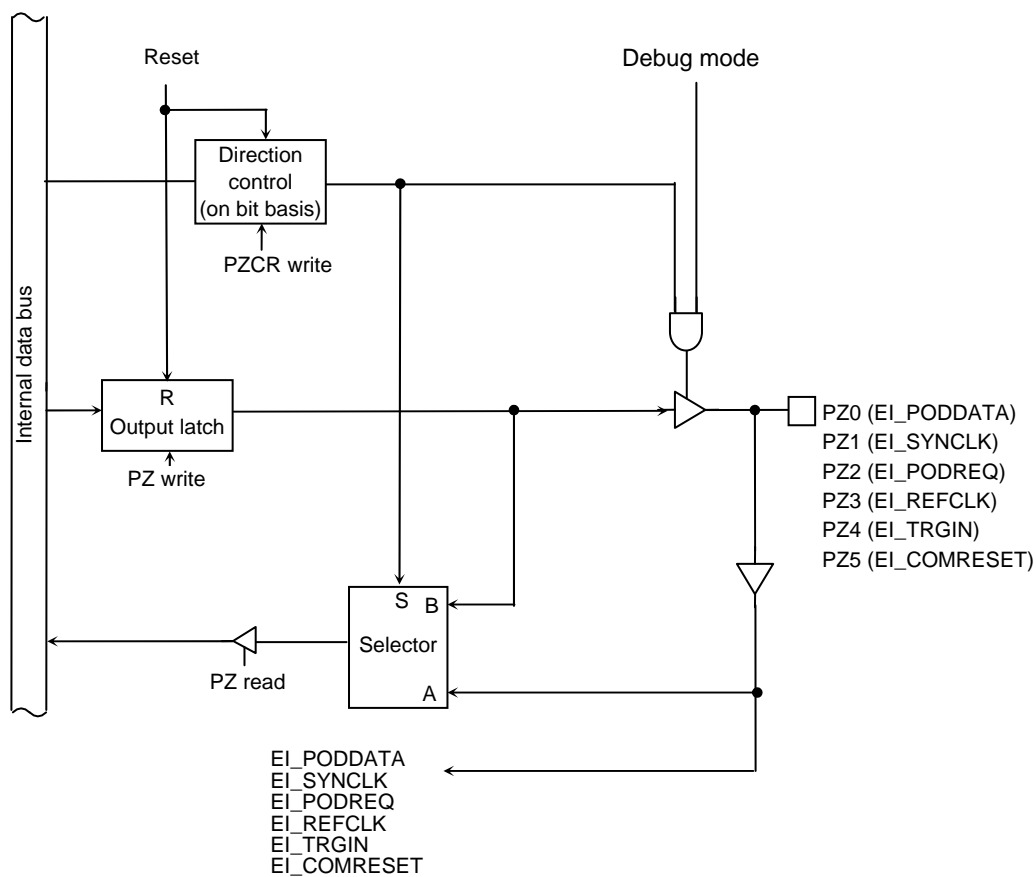 Reset
Debug mode
Direction
control
(on bit basis)
PZCR write
Internal data bus
R
Output latch
PZ write
PZ0 (EI_PODDATA)
PZ1 (EI_SYNCLK)
PZ2 (EI_PODREQ)
PZ3 (EI_REFCLK)
PZ4 (EI_TRGIN)
PZ5 (EI_COMRESET)
S
B
Selector
A
PZ read
EI_PODDATA
EI_SYNCLK
EI_PODREQ
EI_REFCLK
EI_TRGIN
EI_COMRESET